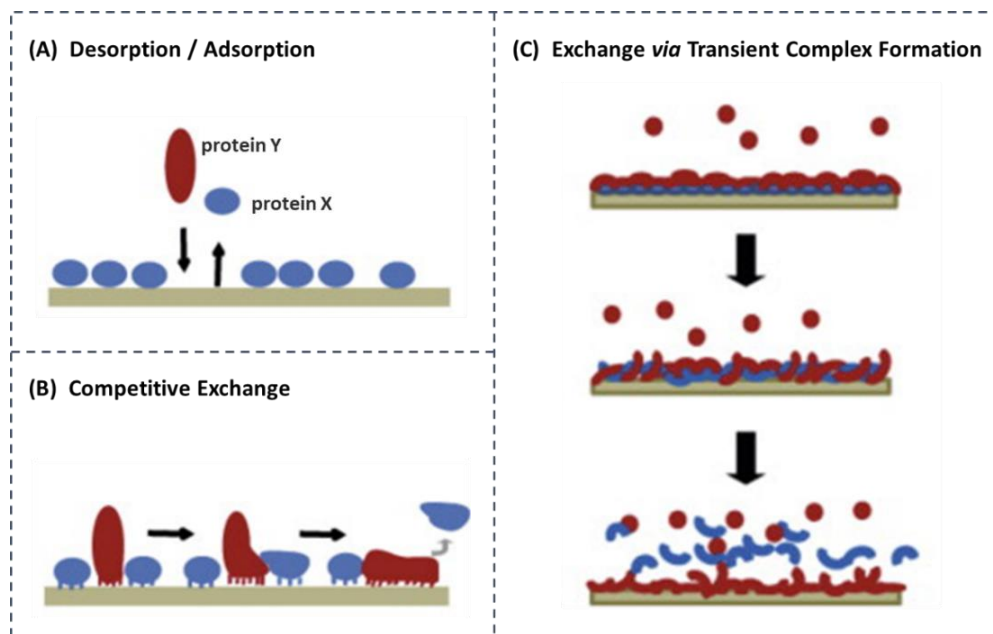 (A) Desorption / Adsorption
protein Y
protein X
(B) Competitive Exchange
(C) Exchange via Transient Complex Formation